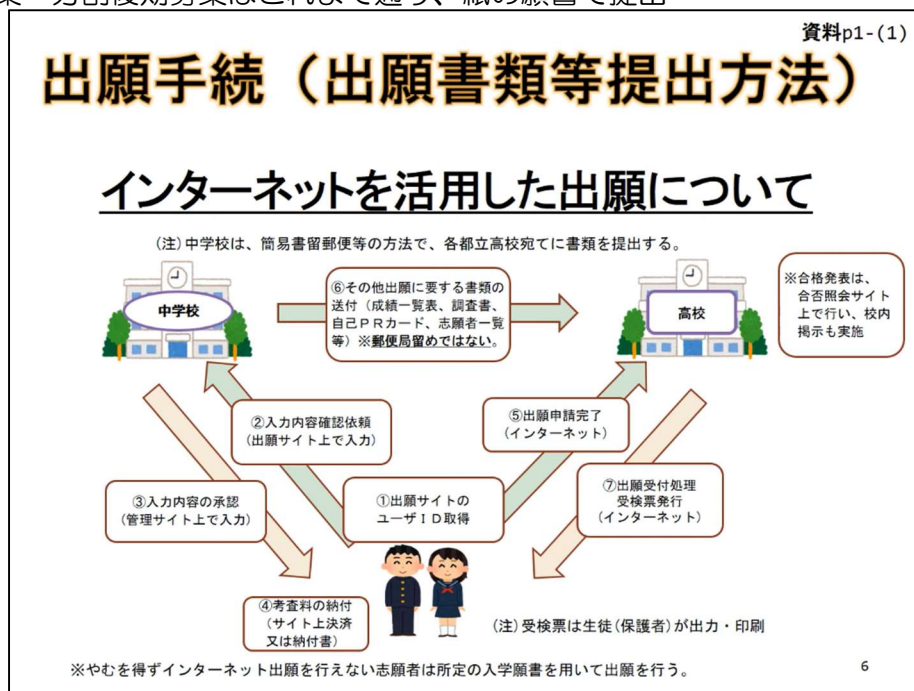 分割後期募集はこれまで通り、紙の願書で提出
資料p1-(1)
出願手続（出願書類等提出方法）
インターネットを活用した出願について
(注)中学校は、簡易書留郵便等の方法で、各都立高校宛てに書類を提出する。
中学校
⑥その他出願に要する書類の
送付（成績一覧表、調査書、
自己ＰＲカード、志願者一覧
等）※郵便局留めではない。
高校
※合格発表は、
合否照会サイト
上で行い、校内
掲示も実施
②入力内容確認依頼
(出願サイト上で入力)
⑤出願申請完了
(インターネット)
③入力内容の承認
(管理サイト上で入力)
①出願サイトの
ユーザＩＤ取得
⑦出願受付処理
受検票発行
(インターネット)
④考査料の納付
(サイト上決済
又は納付書)
(注)受検票は生徒(保護者)が出力・印刷
※やむを得ずインターネット出願を行えない志願者は所定の入学願書を用いて出願を行う。
6